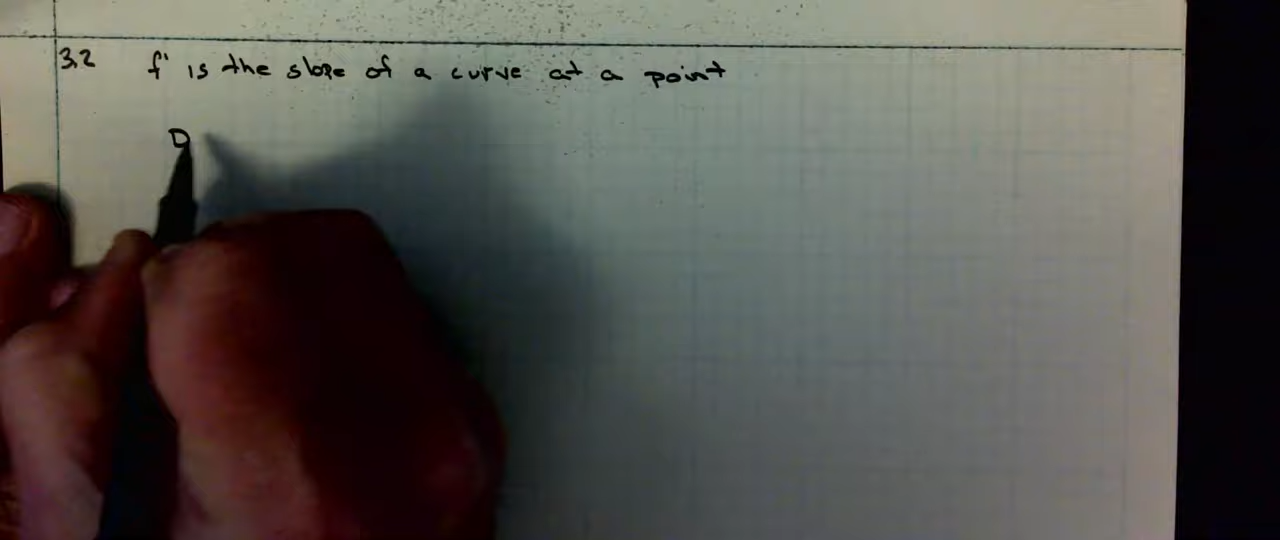 3.2 f' is the slope of a curve at a point
D